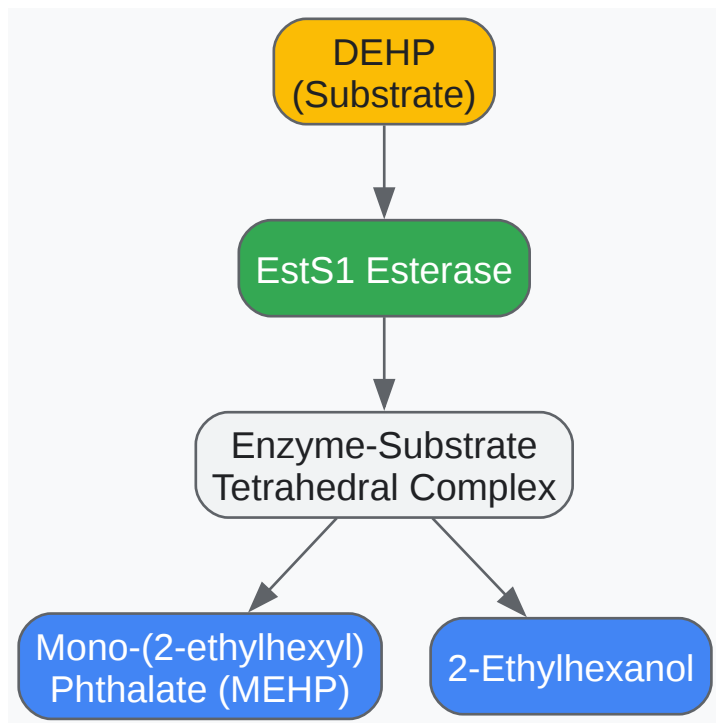 DEHP
(Substrate)
EstS1 Esterase
Enzyme-Substrate
Tetrahedral Complex
Mono-(2-ethylhexyl)
Phthalate (MEHP)
2-Ethylhexanol